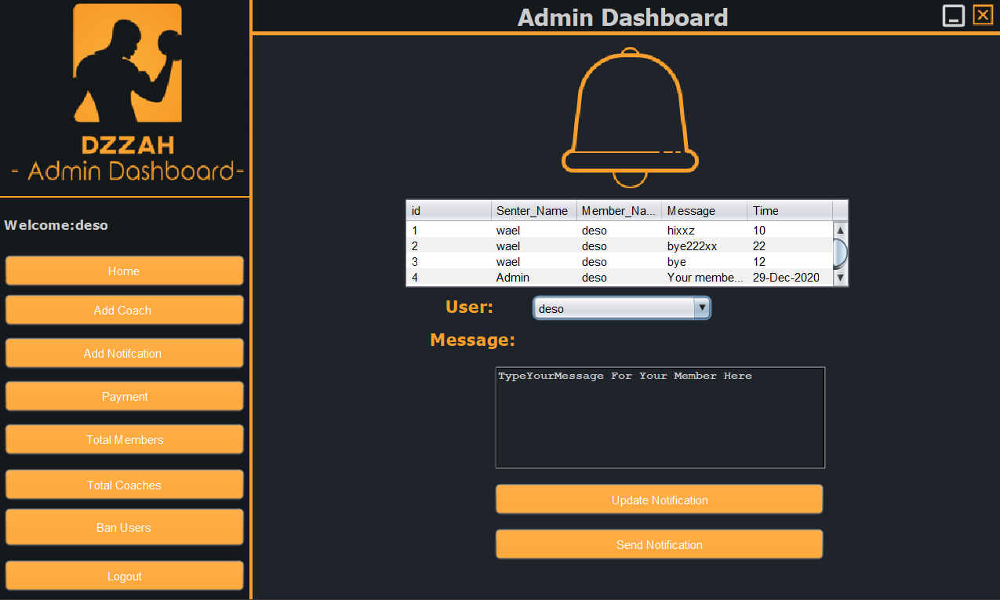 DZZAH
- Admin Dashboard-
Welcome:deso
Home
Add Coach
Add Notifcation
Payment
Total Members
Total Coaches
Ban Users
Logout
Admin Dashboard
id Senter_Name Member_Na... Message Time
1 wael deso hixxz 10
2 wael deso bye222xx 22
3 wael deso bye 12
4 Admin deso Your membe... 29-Dec-2020
User: deso
Message:
TypeYourMessage For Your Member Here
Update Notification
Send Notification